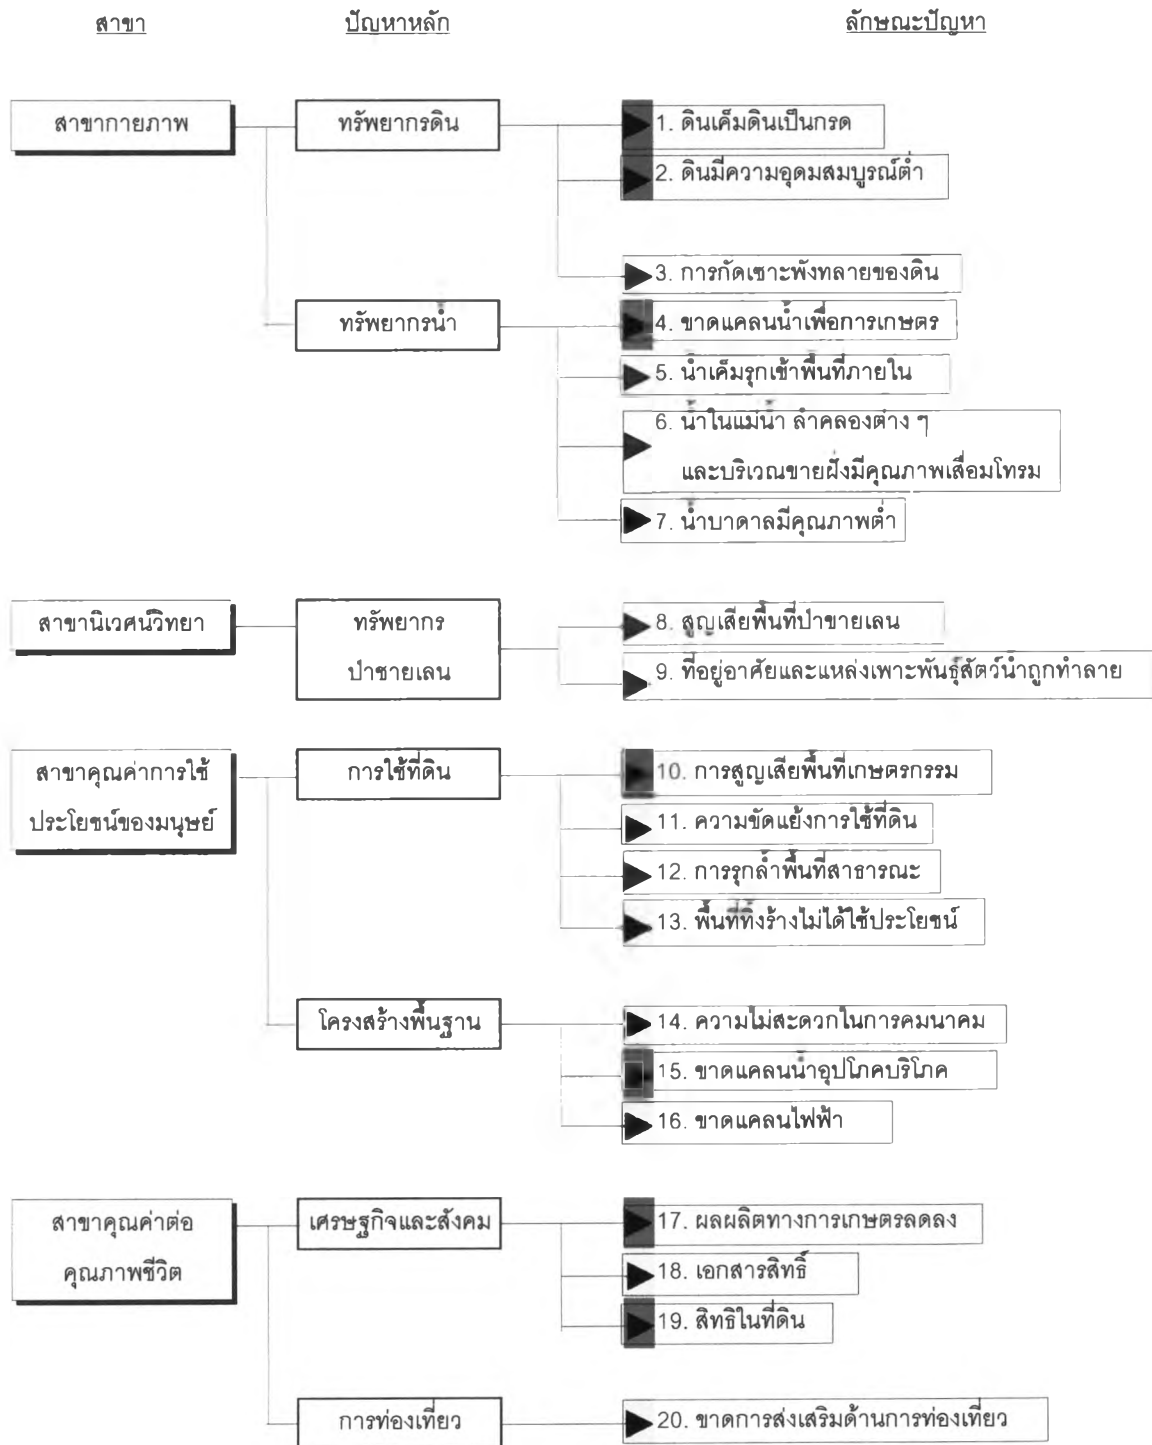 สาขา ปัญหาหลัก ลักษณะปัญหา
สาขากายภาพ
ทรัพยากรดิน
1. ดินเค็มดินเป็นกรด
2. ดินมีความอุดมสมบูรณ์ต่ำ
3. การกัดเซาะพังทลายของดิน
ทรัพยากรน้ำ
4. ขาดแคลนน้ำเพื่อการเกษตร
5. น้ำเค็มรุกเข้าพื้นที่ภายใน
6. น้ำในแม่น้ำ ลำคลองต่าง ๆ
และบริเวณชายฝั่งมีคุณภาพเสื่อมโทรม
7. น้ำบาดาลมีคุณภาพต่ำ
สาขานิเวศน์วิทยา
ทรัพยากร
ป่าชายเลน
8. สูญเสียพื้นที่ป่าชายเลน
9. ที่อยู่อาศัยและแหล่งเพาะพันธุ์สัตว์น้ำถูกทำลาย
สาขาคุณค่าการใช้
ประโยชน์ของมนุษย์
การใช้ที่ดิน
10. การสูญเสียพื้นที่เกษตรกรรม
11. ความขัดแย้งการใช้ที่ดิน
12. การรุกล้ำพื้นที่สาธารณะ
13. พื้นที่ทิ้งร้างไม่ได้ใช้ประโยชน์
โครงสร้างพื้นฐาน
14. ความไม่สะดวกในการคมนาคม
15. ขาดแคลนน้ำอุปโภคบริโภค
16. ขาดแคลนไฟฟ้า
สาขาคุณค่าต่อ
คุณภาพชีวิต
เศรษฐกิจและสังคม
17. ผลผลิตทางการเกษตรลดลง
18. เอกสารสิทธิ์
19. สิทธิในที่ดิน
การท่องเที่ยว
20. ขาดการส่งเสริมด้านการท่องเที่ยว